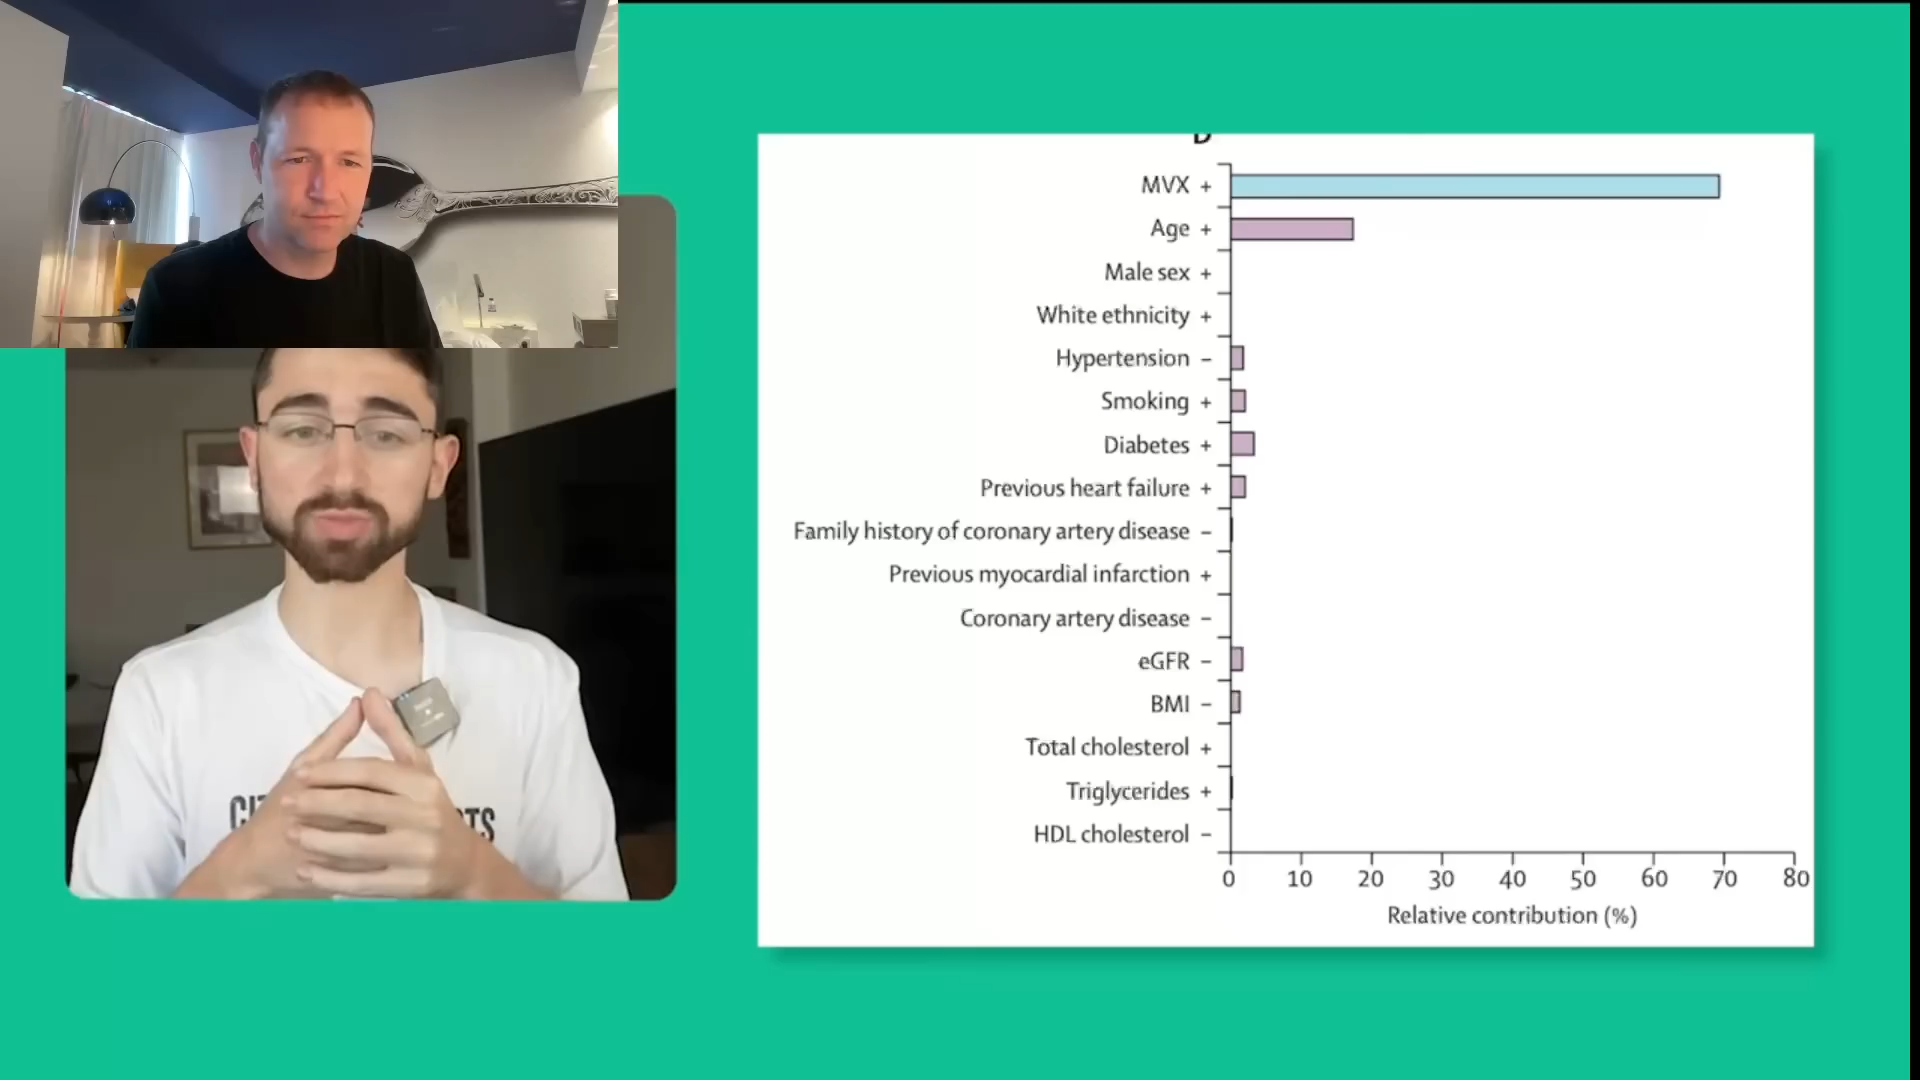 D
MVX +
Age +
Male sex +
White ethnicity +
Hypertension –
Smoking +
Diabetes +
Previous heart failure +
Family history of coronary artery disease –
Previous myocardial infarction +
Coronary artery disease –
eGFR –
BMI –
Total cholesterol +
Triglycerides +
HDL cholesterol –
0 10 20 30 40 50 60 70 80
Relative contribution (%)